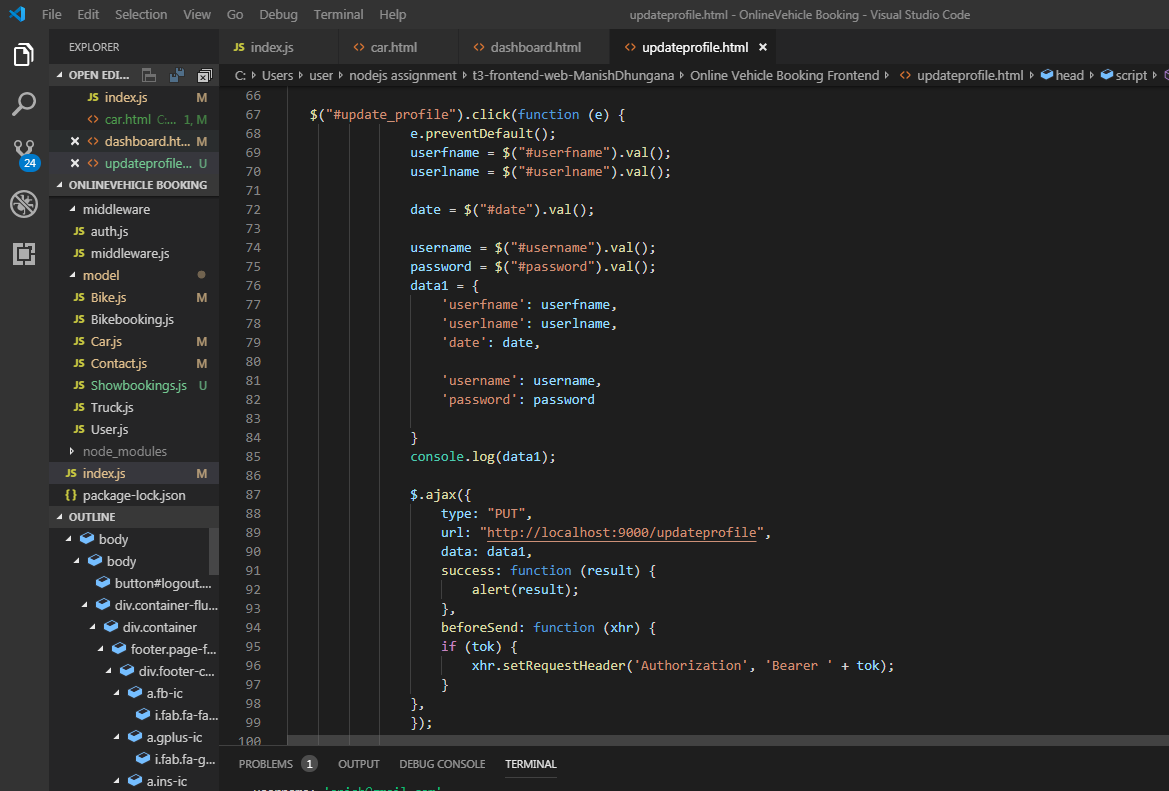 File Edit Selection View Go Debug Terminal Help updateprofile.html - OnlineVehicle Booking - Visual Studio Code
EXPLORER
JS index.js <> car.html <> dashboard.html <> updateprofile.html ×
OPEN EDI...
JS index.js M
<> car.html C:... 1, M
× <> dashboard.ht... M
× <> updateprofile... U
24
ONLINEVEHICLE BOOKING
middleware
JS auth.js
JS middleware.js
model
JS Bike.js M
JS Bikebooking.js
JS Car.js M
JS Contact.js M
JS Showbookings.js U
JS Truck.js
JS User.js
node_modules
JS index.js M
{} package-lock.json
OUTLINE
body
body
button#logout....
div.container-flu...
div.container
footer.page-f...
div.footer-c...
a.fb-ic
i.fab.fa-fa...
a.gplus-ic
i.fab.fa-g...
a.ins-ic
C: › Users › user › nodejs assignment › t3-frontend-web-ManishDhungana › Online Vehicle Booking Frontend › <> updateprofile.html › head › script ›
66
67 $("#update_profile").click(function (e) {
68 e.preventDefault();
69 userfname = $("#userfname").val();
70 userlname = $("#userlname").val();
71
72 date = $("#date").val();
73
74 username = $("#username").val();
75 password = $("#password").val();
76 data1 = {
77 'userfname': userfname,
78 'userlname': userlname,
79 'date': date,
80
81 'username': username,
82 'password': password
83
84 }
85 console.log(data1);
86
87 $.ajax({
88 type: "PUT",
89 url: "http://localhost:9000/updateprofile",
90 data: data1,
91 success: function (result) {
92 alert(result);
93 },
94 beforeSend: function (xhr) {
95 if (tok) {
96 xhr.setRequestHeader('Authorization', 'Bearer ' + tok);
97 }
98 },
99 });
100
PROBLEMS 1 OUTPUT DEBUG CONSOLE TERMINAL